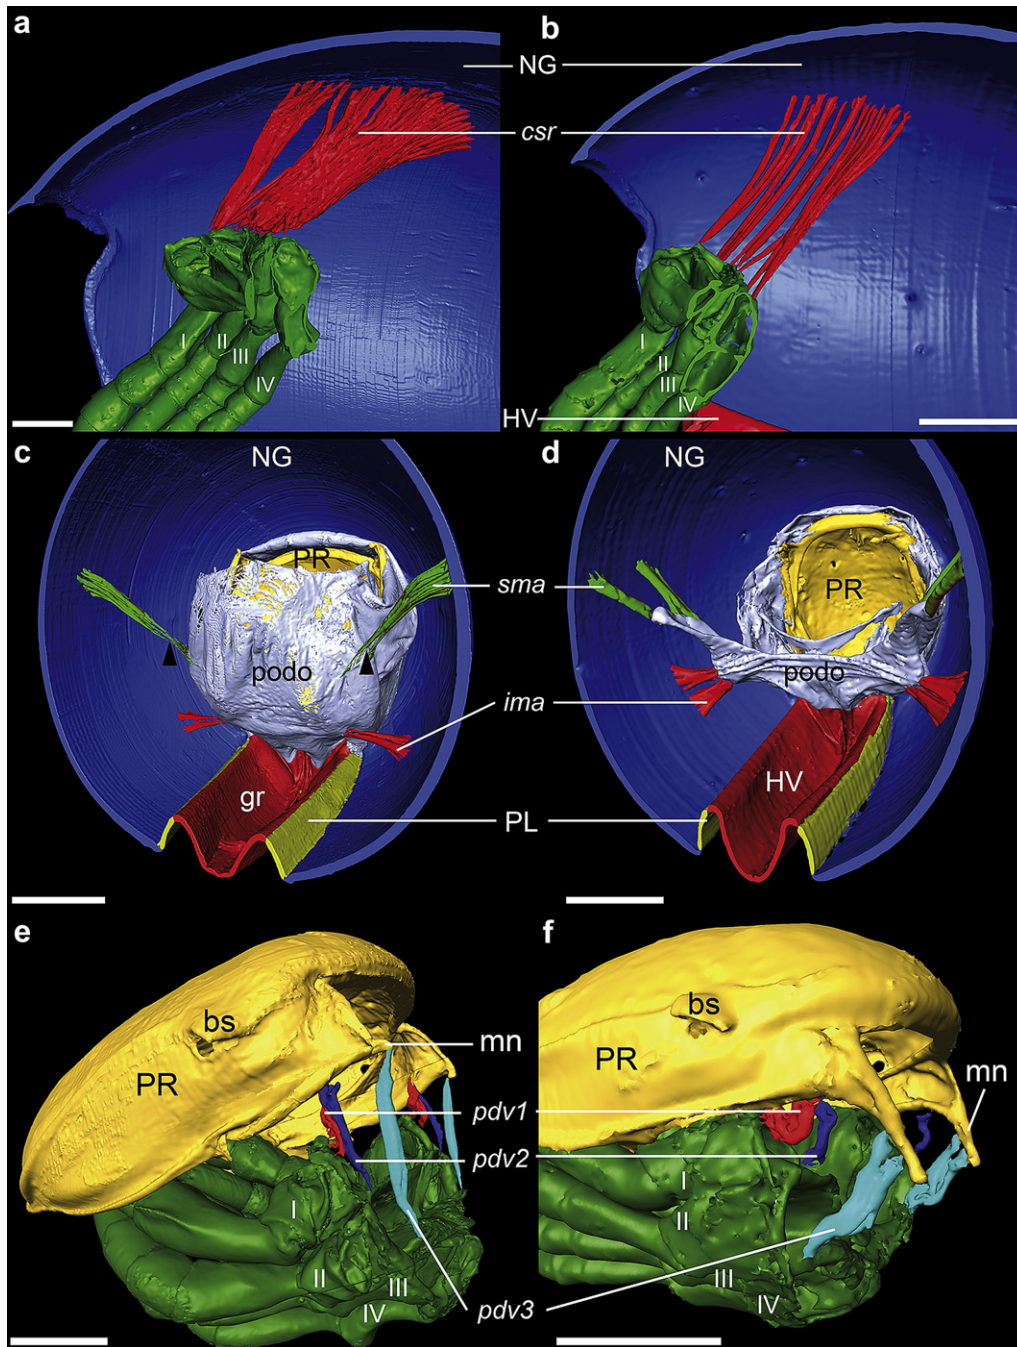 a
b
NG
csr
I
II
III
IV
I
II
III
IV
HV
c
NG
d
NG
PR
PR
sma
podo
podo
ima
gr
HV
PL
e
f
bs
bs
mn
PR
PR
mn
pdv1
pdv2
I
I
II
II
III
III
IV
IV
pdv3